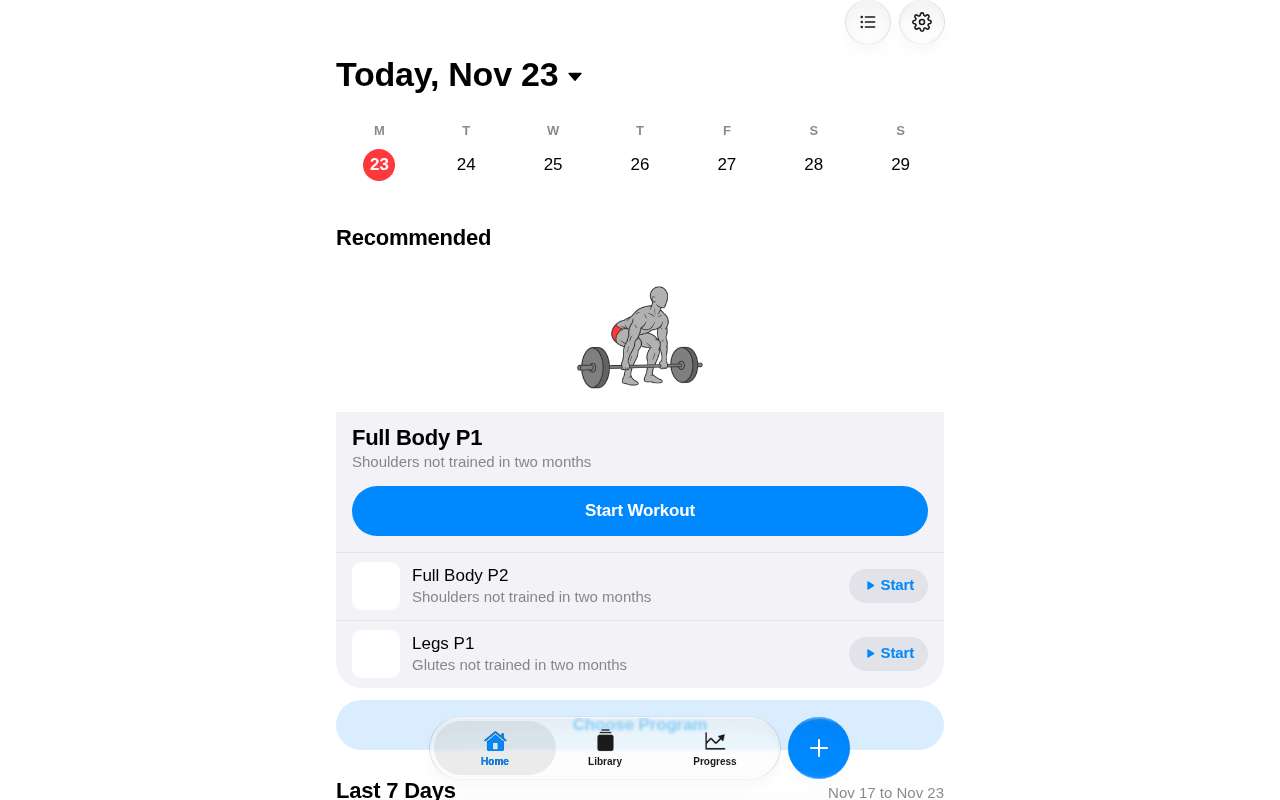 Today, Nov 23
M T W T F S S
23 24 25 26 27 28 29
Recommended
Full Body P1
Shoulders not trained in two months
Start Workout
Full Body P2
Shoulders not trained in two months
Start
Legs P1
Glutes not trained in two months
Start
Choose Program
Home Library Progress
Last 7 Days
Nov 17 to Nov 23